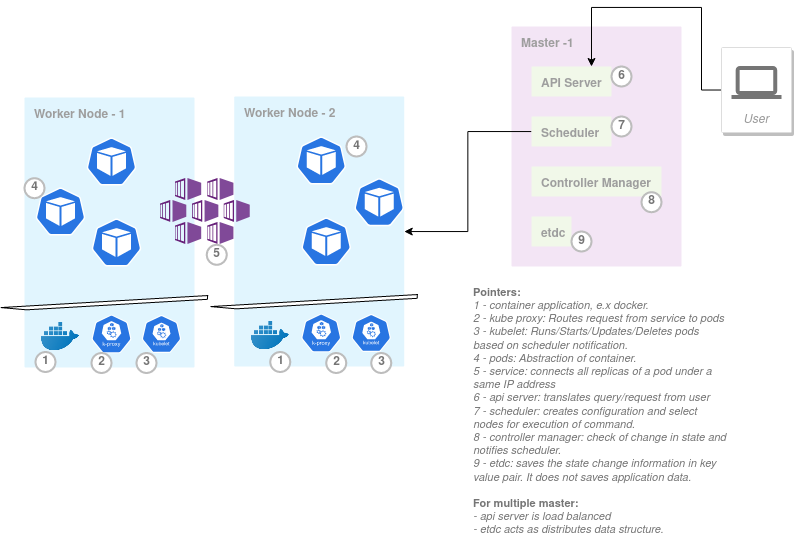 Master -1
API Server
6
User
Scheduler
7
Controller Manager
8
etdc
9
Worker Node - 1
Worker Node - 2
4
4
5
k-proxy
kubelet
k-proxy
kubelet
1
2
3
1
2
3
Pointers:
1 - container application, e.x docker.
2 - kube proxy: Routes request from service to pods
3 - kubelet: Runs/Starts/Updates/Deletes pods
based on scheduler notification.
4 - pods: Abstraction of container.
5 - service: connects all replicas of a pod under a
same IP address
6 - api server: translates query/request from user
7 - scheduler: creates configuration and select
nodes for execution of command.
8 - controller manager: check of change in state and
notifies scheduler.
9 - etdc: saves the state change information in key
value pair. It does not saves application data.
For multiple master:
- api server is load balanced
- etdc acts as distributes data structure.